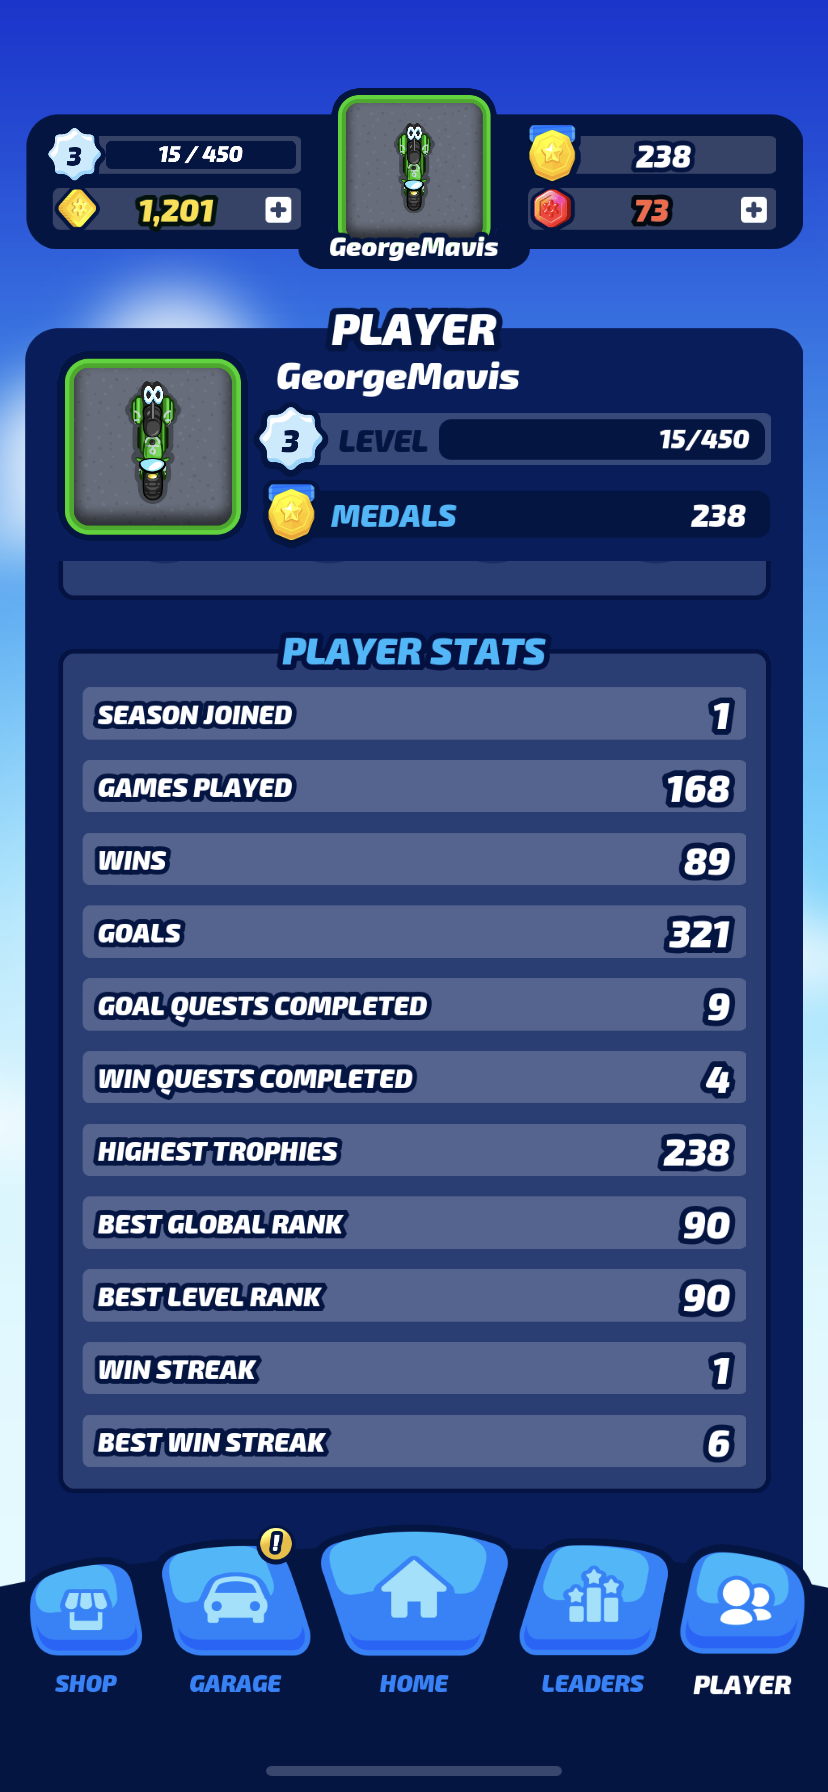 3
15 / 450
238
1,201
73
GeorgeMavis
PLAYER
GeorgeMavis
3 LEVEL 15/450
MEDALS 238
PLAYER STATS
SEASON JOINED 1
GAMES PLAYED 168
WINS 89
GOALS 321
GOAL QUESTS COMPLETED 9
WIN QUESTS COMPLETED 4
HIGHEST TROPHIES 238
BEST GLOBAL RANK 90
BEST LEVEL RANK 90
WIN STREAK 1
BEST WIN STREAK 6
!
SHOP GARAGE HOME LEADERS PLAYER